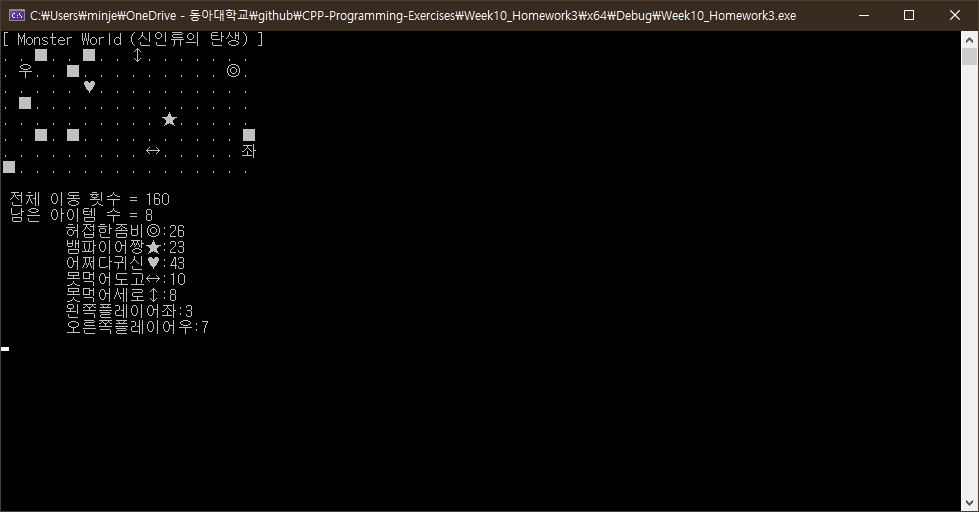 C:₩Users₩minje₩OneDrive - 동아대학교₩github₩CPP-Programming-Exercises₩Week10_Homework3₩x64₩Debug₩Week10_Homework3.exe
[ Monster World (신인류의 탄생) ]
. . ■ . . ■ . . ↕ . . . . . . .
. 우 . . ■ . . . . . . . . . ◎ .
. . . . . ♥ . . . . . . . . . .
. ■ . . . . . . . . . . . . . .
. . . . . . . . . . ★ . . . . .
. . ■ . ■ . . . . . . . . . . ■
. . . . . . . . . ↔ . . . . . 좌
■ . . . . . . . . . . . . . . .
전체 이동 횟수 = 160
남은 아이템 수 = 8
허접한좀비◎:26
뱀파이어짱★:23
어쩌다귀신♥:43
못먹어도고↔:10
못먹어세로↕:8
왼쪽플레이어좌:3
오른쪽플레이어우:7